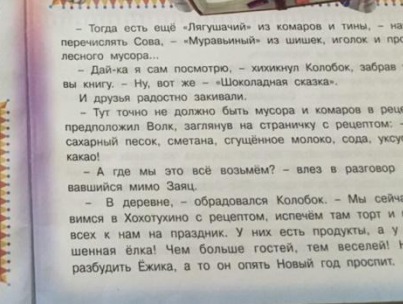 – Тогда есть ещё «Лягушачий» из комаров и тины, –
перечислять Сова, – «Муравьиный» из шишек, иголок и
лесного мусора...
– Дай-ка я сам посмотрю, – хихикнул Колобок, забрав
вы книгу. – Ну, вот же – «Шоколадная сказка».
И друзья радостно закивали.
– Тут точно не должно быть мусора и комаров в
предположил Волк, заглянув на страничку с рецептом: –
сахарный песок, сметана, сгущённое молоко, сода,
какао!
– А где мы это всё возьмём? – влез в разговор
вавшийся мимо Заяц.
– В деревне, – обрадовался Колобок. – Мы
вимся в Хохотухино с рецептом, испечём там торт и
всех к нам на праздник. У них есть продукты, а у
шенная ёлка! Чем больше гостей, тем веселей!
разбудить Ёжика, а то он опять Новый год проспит.